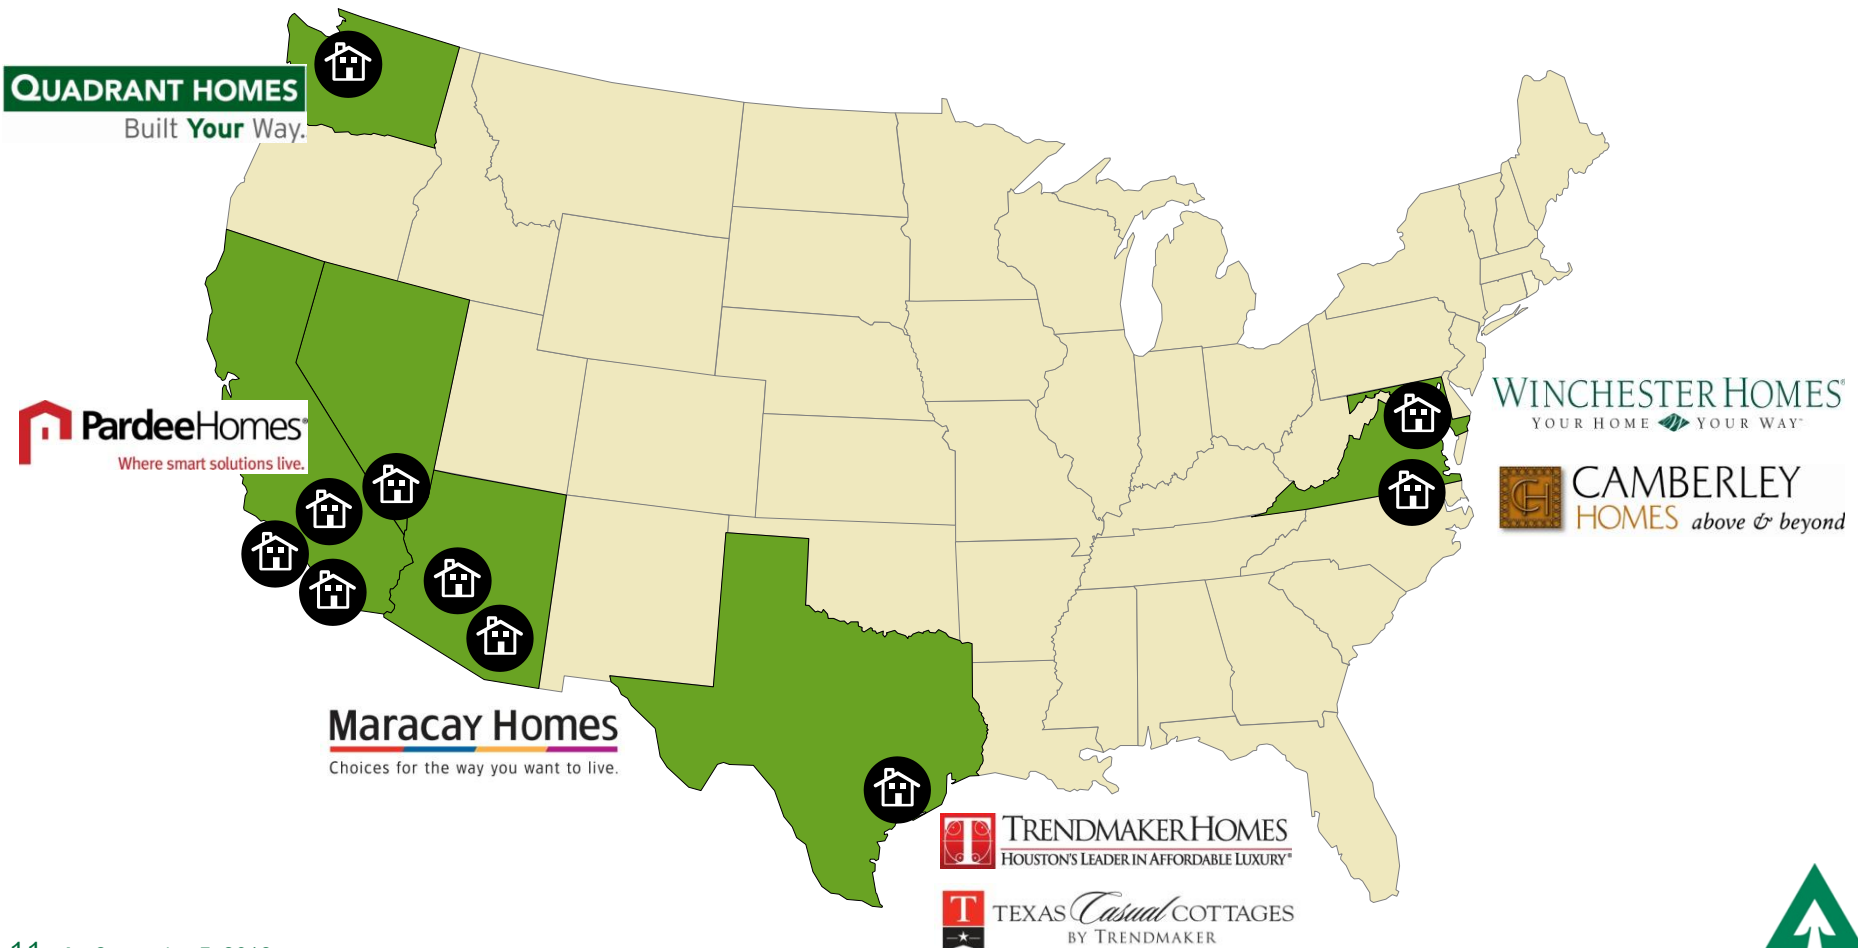 QUADRANT HOMES
Built Your Way.
PardeeHomes®
Where smart solutions live.
WINCHESTER HOMES®
YOUR HOME YOUR WAY™
CH
CAMBERLEY
HOMES above & beyond
Maracay Homes
Choices for the way you want to live.
T
TRENDMAKER HOMES
HOUSTON'S LEADER IN AFFORDABLE LUXURY®
T
TEXAS Casual COTTAGES
BY TRENDMAKER